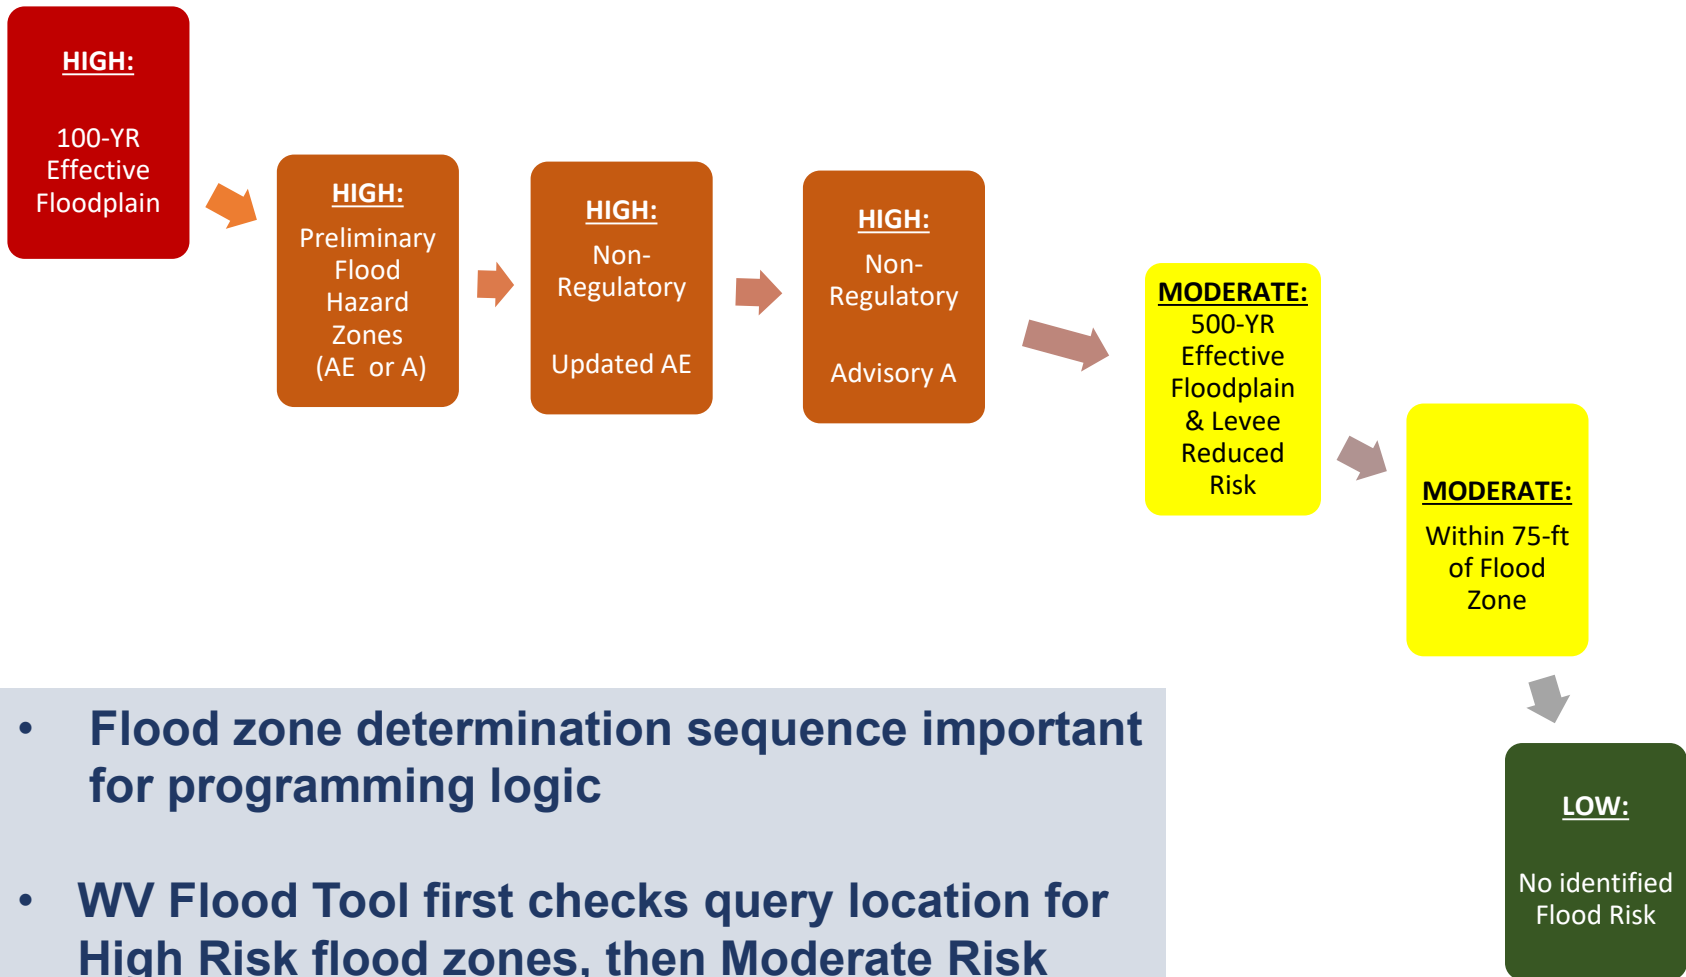 HIGH:
100-YR
Effective
Floodplain
HIGH:
Preliminary
Flood
Hazard
Zones
(AE or A)
HIGH:
Non-
Regulatory
Updated AE
HIGH:
Non-
Regulatory
Advisory A
MODERATE:
500-YR
Effective
Floodplain
& Levee
Reduced
Risk
MODERATE:
Within 75-ft
of Flood
Zone
LOW:
No identified
Flood Risk
• Flood zone determination sequence important
for programming logic
• WV Flood Tool first checks query location for
High Risk flood zones, then Moderate Risk